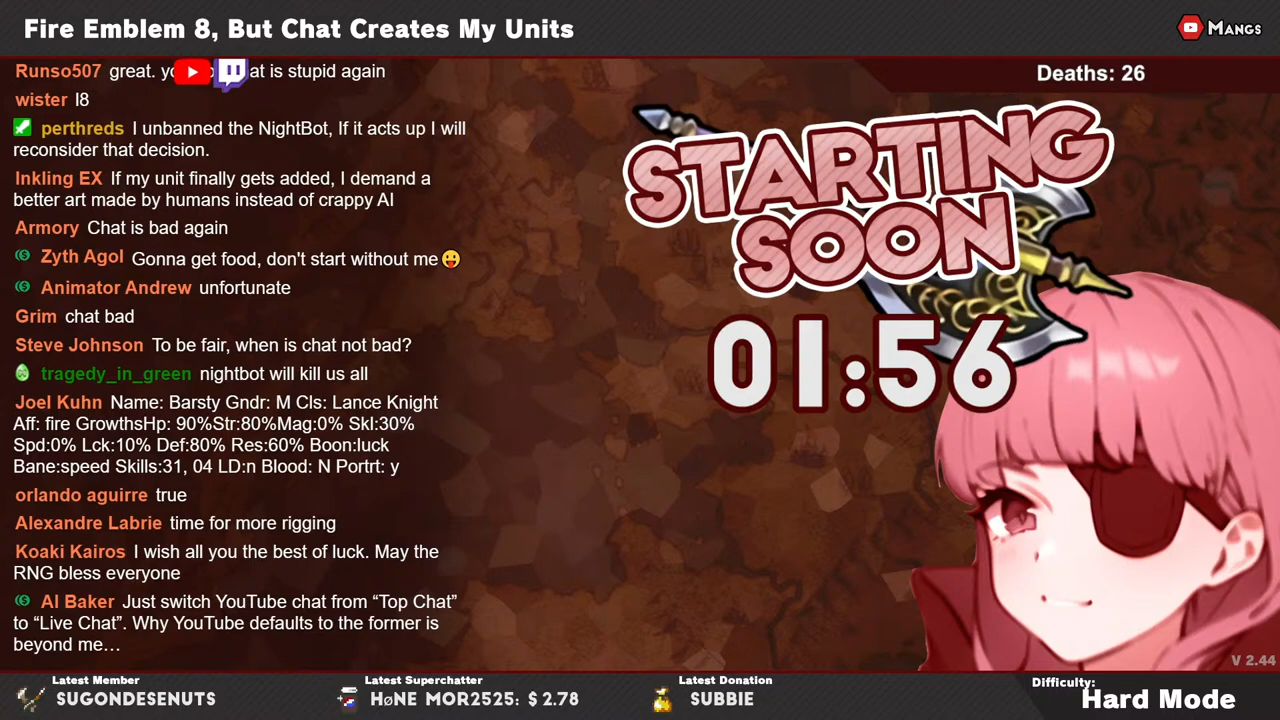 Fire Emblem 8, But Chat Creates My Units
MANGS
Deaths: 26
Runso507 great. at is stupid again
wister I8
perthreds I unbanned the NightBot, If it acts up I will
reconsider that decision.
Inkling EX If my unit finally gets added, I demand a
better art made by humans instead of crappy AI
Armory Chat is bad again
Zyth Agol Gonna get food, don't start without me😛
Animator Andrew unfortunate
Grim chat bad
Steve Johnson To be fair, when is chat not bad?
tragedy_in_green nightbot will kill us all
Joel Kuhn Name: Barsty Gndr: M Cls: Lance Knight
Aff: fire GrowthsHp: 90%Str:80%Mag:0% Skl:30%
Spd:0% Lck:10% Def:80% Res:60% Boon:luck
Bane:speed Skills:31, 04 LD:n Blood: N Portrt: y
orlando aguirre true
Alexandre Labrie time for more rigging
Koaki Kairos I wish all you the best of luck. May the
RNG bless everyone
Al Baker Just switch YouTube chat from “Top Chat”
to “Live Chat”. Why YouTube defaults to the former is
beyond me…
STARTING
SOON
01:56
V 2.44
Latest Member
SUGONDESENUTS
Latest Superchatter
HØNE MOR2525: $ 2.78
Latest Donation
SUBBIE
Difficulty:
Hard Mode